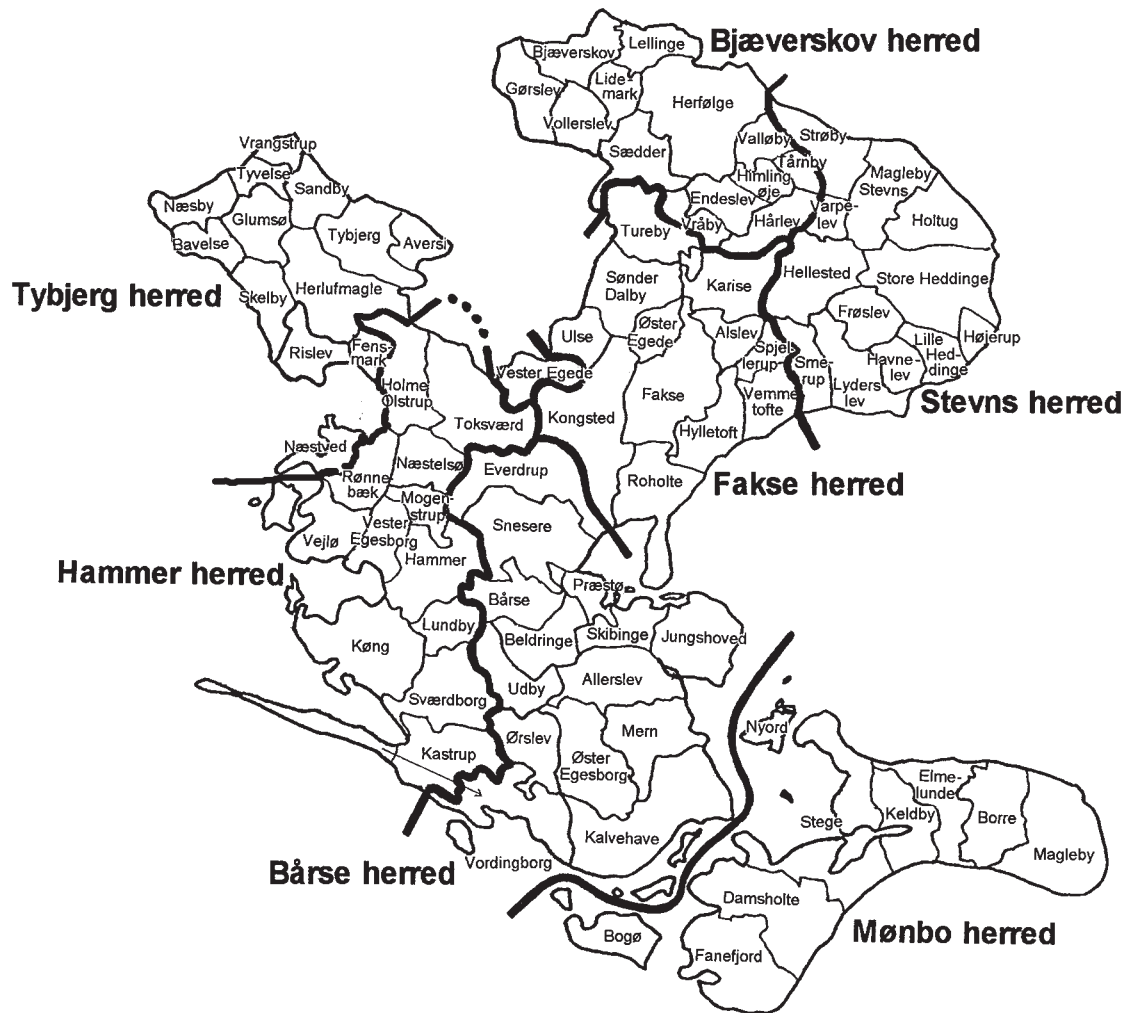 Bjæverskov herred
Bjæverskov
Lellinge
Gørslev
Lide-
mark
Herfølge
Vollerslev
Sædder
Valløby
Strøby
Tårnby
Himling
øje
Magleby
Stevns
Endeslev
Vråby
Hårlev
Varpe-
lev
Holtug
Vrangstrup
Tyvelse
Sandby
Næsby
Glumsø
Bavelse
Tybjerg
Aversi
Tureby
Tybjerg herred
Skelby
Herlufmagle
Sønder
Dalby
Karise
Hellested
Store Heddinge
Rislev
Fens-
mark
Ulse
Øster
Egede
Alslev
Frøslev
Spjel
lerup
Sme-
rup
Lille
Hed-
dinge
Højerup
Havne-
lev
Vester Egede
Holme
Olstrup
Fakse
Vemme
tofte
Lyders
lev
Stevns herred
Toksværd
Kongsted
Hylletoft
Næstved
Næstelsø
Everdrup
Roholte
Fakse herred
Rønne-
bæk
Mogen-
strup
Vester
Egesborg
Snesere
Vejlø
Hammer
Hammer herred
Præstø
Bårse
Lundby
Beldringe
Skibinge
Jungshoved
Køng
Udby
Allerslev
Sværdborg
Ørslev
Mern
Nyord
Kastrup
Øster
Egesborg
Elme-
lunde
Stege
Keldby
Borre
Kalvehave
Magleby
Vordingborg
Bårse herred
Damsholte
Mønbo herred
Bogø
Fanefjord